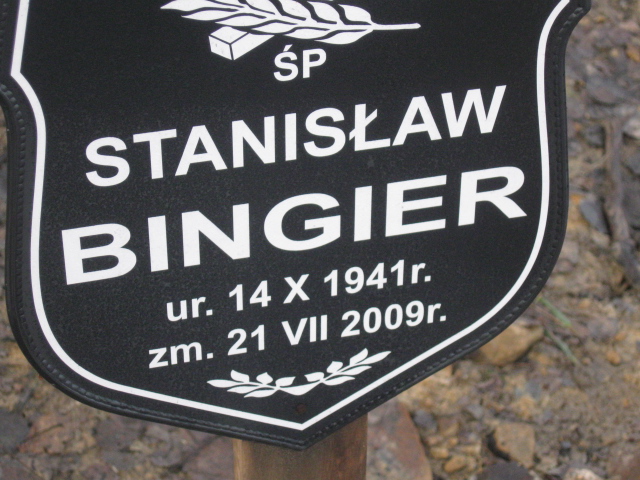 ŚP
STANISŁAW
BINGIER
ur. 14 X 1941r.
zm. 21 VII 2009r.